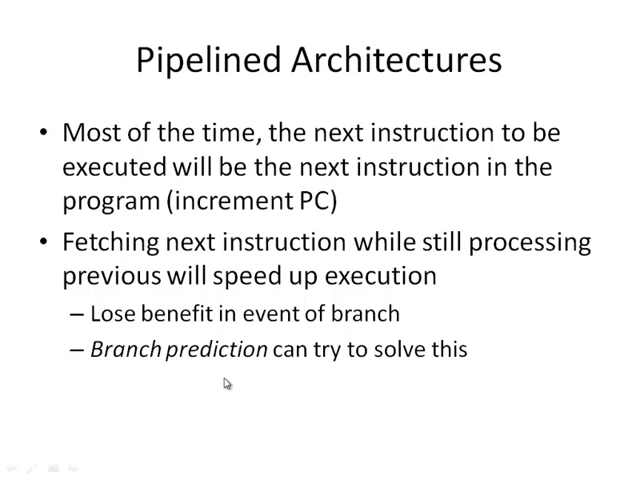 Pipelined Architectures
• Most of the time, the next instruction to be
executed will be the next instruction in the
program (increment PC)
• Fetching next instruction while still processing
previous will speed up execution
– Lose benefit in event of branch
– Branch prediction can try to solve this